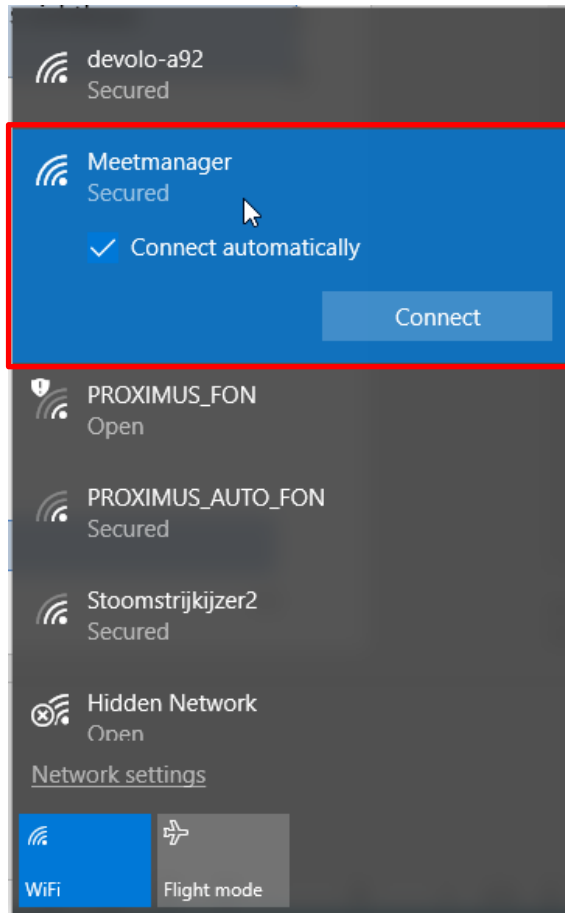 devolo-a92
Secured
Meetmanager
Secured
Connect automatically
Connect
PROXIMUS_FON
Open
PROXIMUS_AUTO_FON
Secured
Stoomstrijkijzer2
Secured
Hidden Network
Open
Network settings
WiFi
Flight mode